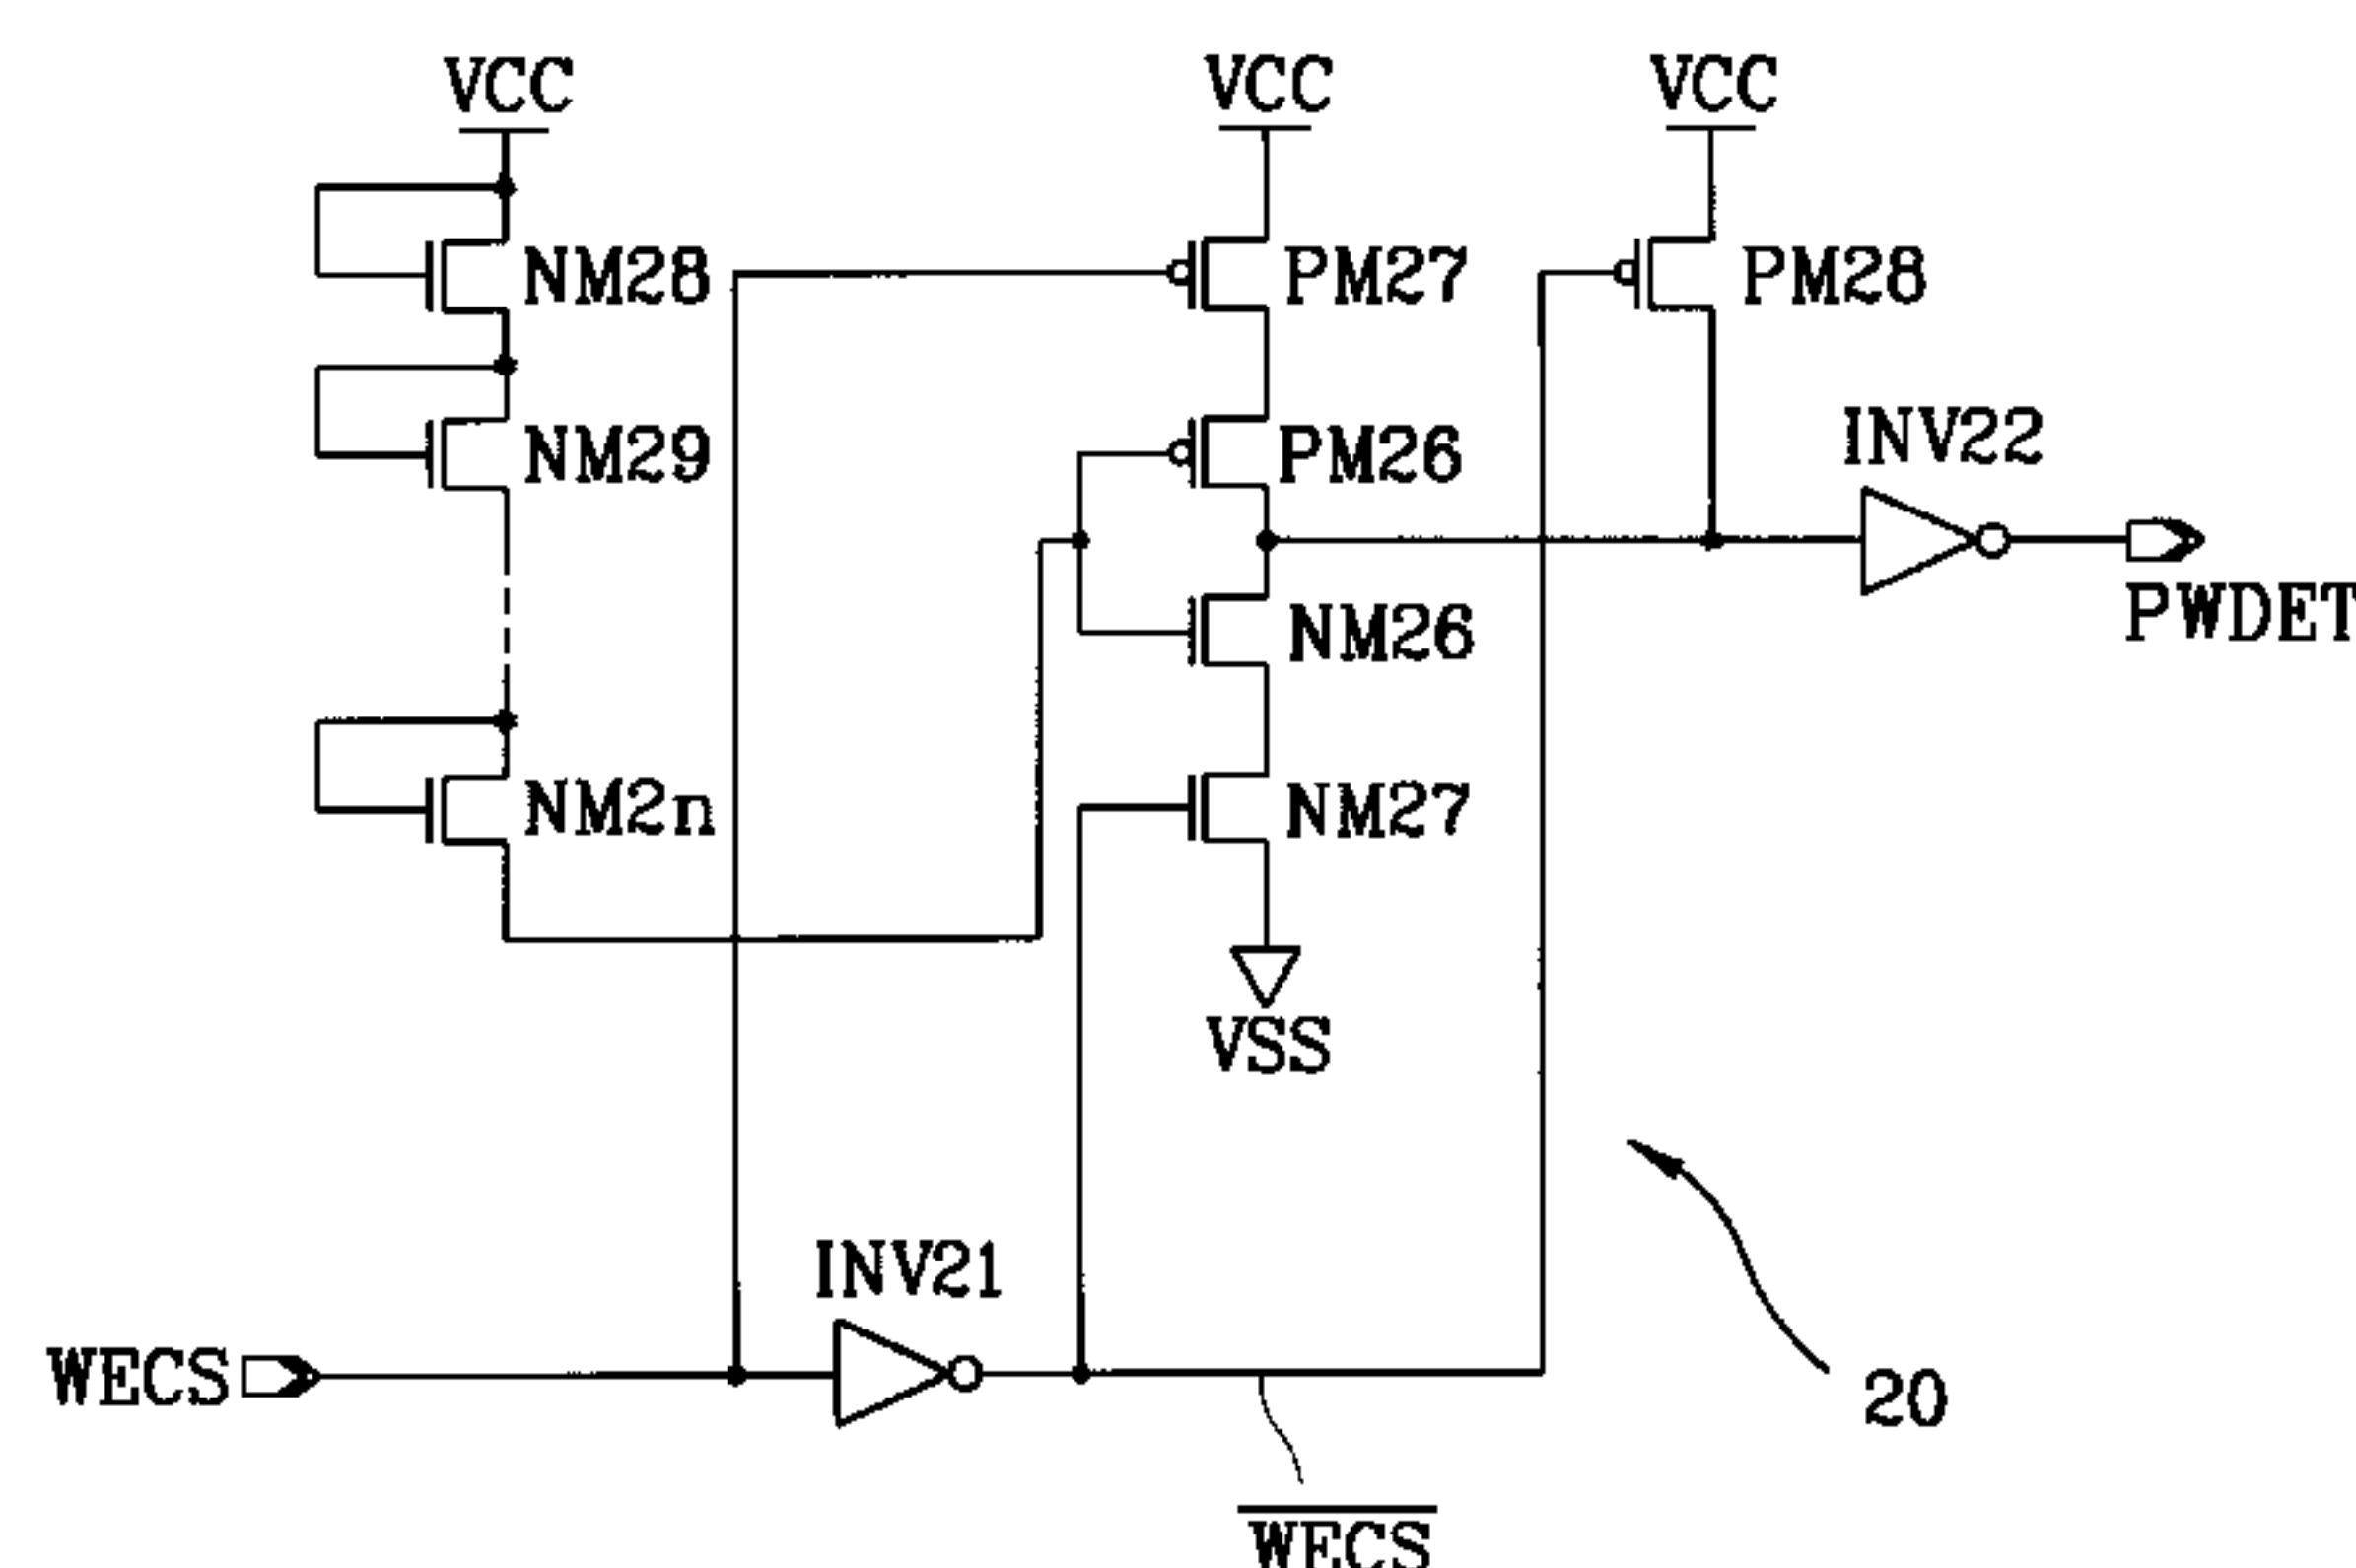 VCC
VCC
VCC
NM28
PM27
PM28
NM29
PM26
INV22
PWDET
NM26
NM2n
NM27
VSS
INV21
WECS
20
WECS